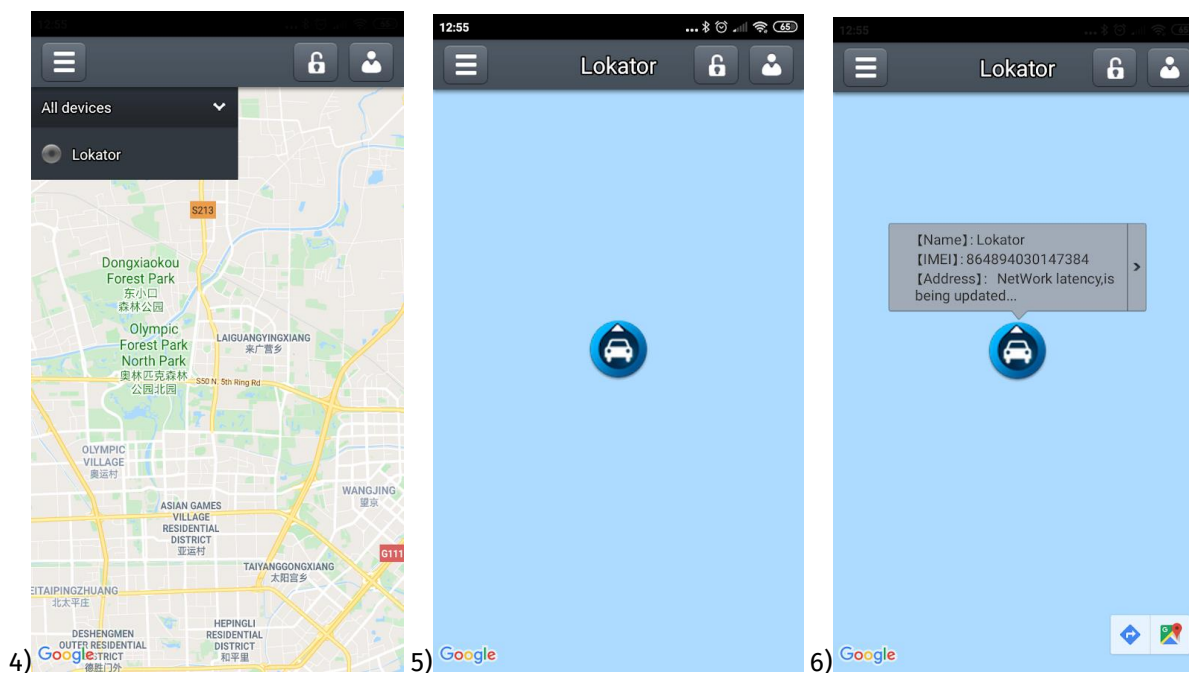 12:55
All devices
Lokator
S213
Dongxiaokou
Forest Park
东小口
森林公园
Olympic
Forest Park
North Park
奥林匹克森林
公园北园
LAIGUANGYINGXIANG
来广营乡
S50 N. 5th Ring Rd
OLYMPIC
VILLAGE
奥运村
WANGJING
望京
ASIAN GAMES
VILLAGE
RESIDENTIAL
DISTRICT
亚运村
G111
TAIYANGGONGXIANG
太阳宫乡
EITAIPINGZHUANG
北太平庄
HEPINGLI
RESIDENTIAL
DISTRICT
和平里
DESHENGMEN
OUTER RESIDENTIAL
STRICT
德胜门外
Google
4)
12:55
65
Lokator
Google
5)
12:55
65
Lokator
【Name】: Lokator
【IMEI】: 864894030147384
【Address】: NetWork latency,is
being updated...
Google
6)